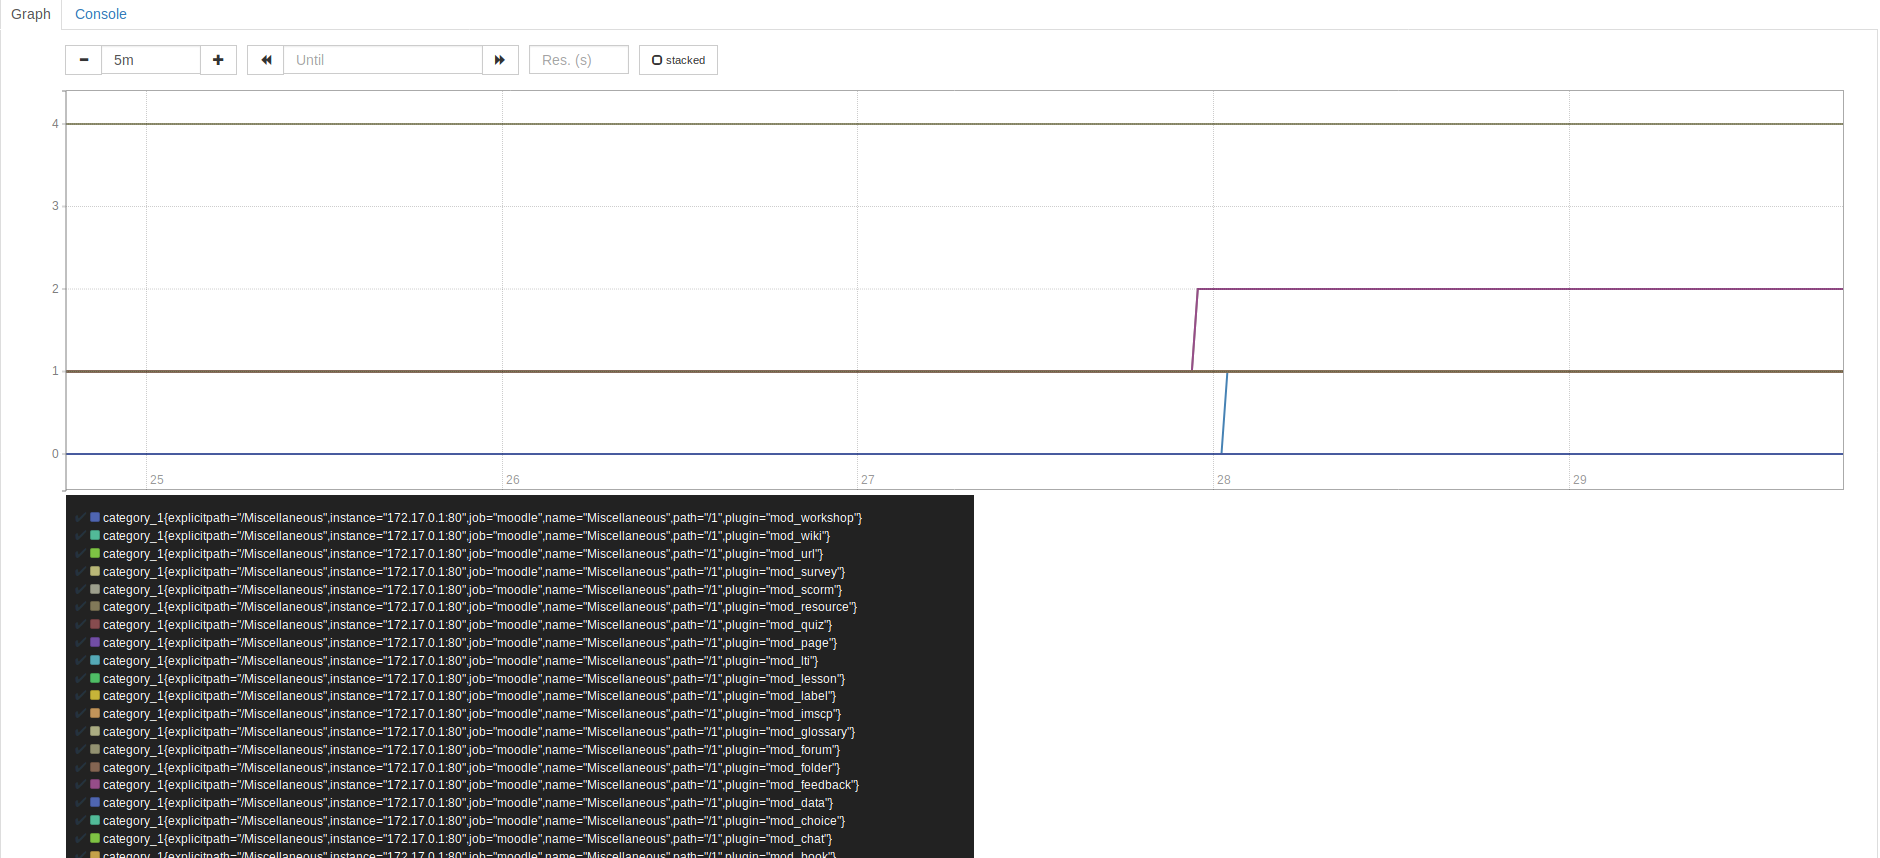 Graph Console
5m Until Res. (s) stacked
4
3
2
1
0
25 26 27 28 29
category_1{explicitpath="/Miscellaneous",instance="172.17.0.1:80",job="moodle",name="Miscellaneous",path="/1",plugin="mod_workshop"}
category_1{explicitpath="/Miscellaneous",instance="172.17.0.1:80",job="moodle",name="Miscellaneous",path="/1",plugin="mod_wiki"}
category_1{explicitpath="/Miscellaneous",instance="172.17.0.1:80",job="moodle",name="Miscellaneous",path="/1",plugin="mod_url"}
category_1{explicitpath="/Miscellaneous",instance="172.17.0.1:80",job="moodle",name="Miscellaneous",path="/1",plugin="mod_survey"}
category_1{explicitpath="/Miscellaneous",instance="172.17.0.1:80",job="moodle",name="Miscellaneous",path="/1",plugin="mod_scorm"}
category_1{explicitpath="/Miscellaneous",instance="172.17.0.1:80",job="moodle",name="Miscellaneous",path="/1",plugin="mod_resource"}
category_1{explicitpath="/Miscellaneous",instance="172.17.0.1:80",job="moodle",name="Miscellaneous",path="/1",plugin="mod_quiz"}
category_1{explicitpath="/Miscellaneous",instance="172.17.0.1:80",job="moodle",name="Miscellaneous",path="/1",plugin="mod_page"}
category_1{explicitpath="/Miscellaneous",instance="172.17.0.1:80",job="moodle",name="Miscellaneous",path="/1",plugin="mod_lti"}
category_1{explicitpath="/Miscellaneous",instance="172.17.0.1:80",job="moodle",name="Miscellaneous",path="/1",plugin="mod_lesson"}
category_1{explicitpath="/Miscellaneous",instance="172.17.0.1:80",job="moodle",name="Miscellaneous",path="/1",plugin="mod_label"}
category_1{explicitpath="/Miscellaneous",instance="172.17.0.1:80",job="moodle",name="Miscellaneous",path="/1",plugin="mod_imscp"}
category_1{explicitpath="/Miscellaneous",instance="172.17.0.1:80",job="moodle",name="Miscellaneous",path="/1",plugin="mod_glossary"}
category_1{explicitpath="/Miscellaneous",instance="172.17.0.1:80",job="moodle",name="Miscellaneous",path="/1",plugin="mod_forum"}
category_1{explicitpath="/Miscellaneous",instance="172.17.0.1:80",job="moodle",name="Miscellaneous",path="/1",plugin="mod_folder"}
category_1{explicitpath="/Miscellaneous",instance="172.17.0.1:80",job="moodle",name="Miscellaneous",path="/1",plugin="mod_feedback"}
category_1{explicitpath="/Miscellaneous",instance="172.17.0.1:80",job="moodle",name="Miscellaneous",path="/1",plugin="mod_data"}
category_1{explicitpath="/Miscellaneous",instance="172.17.0.1:80",job="moodle",name="Miscellaneous",path="/1",plugin="mod_choice"}
category_1{explicitpath="/Miscellaneous",instance="172.17.0.1:80",job="moodle",name="Miscellaneous",path="/1",plugin="mod_chat"}
category_1{explicitpath="/Miscellaneous",instance="172.17.0.1:80",job="moodle",name="Miscellaneous",path="/1",plugin="mod_book"}